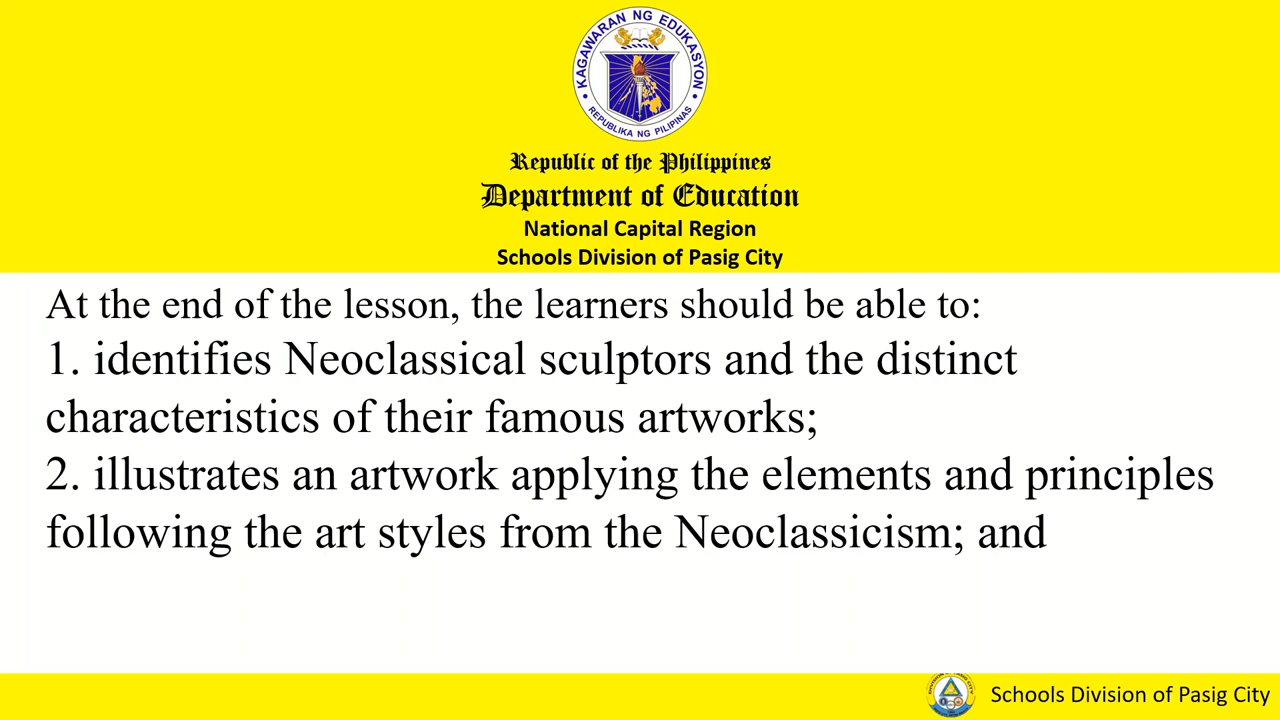 KAGAWARAN NG EDUKASYON
REPUBLIKA NG PILIPINAS
Republic of the Philippines
Department of Education
National Capital Region
Schools Division of Pasig City
At the end of the lesson, the learners should be able to:
1. identifies Neoclassical sculptors and the distinct
characteristics of their famous artworks;
2. illustrates an artwork applying the elements and principles
following the art styles from the Neoclassicism; and
Schools Division of Pasig City